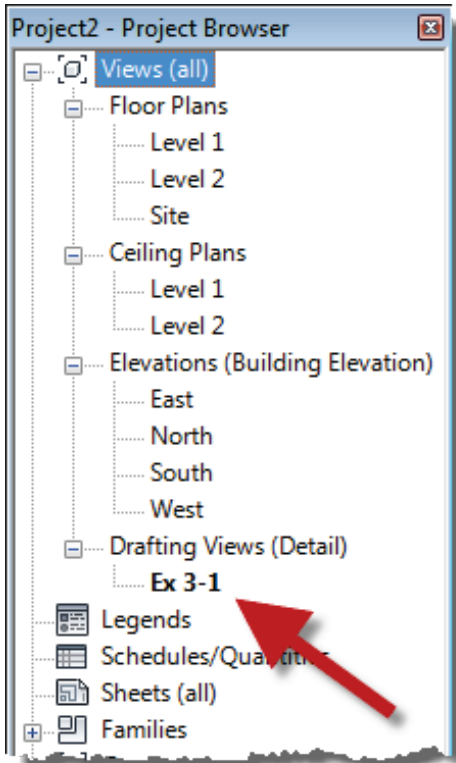 Project2 - Project Browser
Views (all)
Floor Plans
Level 1
Level 2
Site
Ceiling Plans
Level 1
Level 2
Elevations (Building Elevation)
East
North
South
West
Drafting Views (Detail)
Ex 3-1
Legends
Schedules/Quantities
Sheets (all)
Families